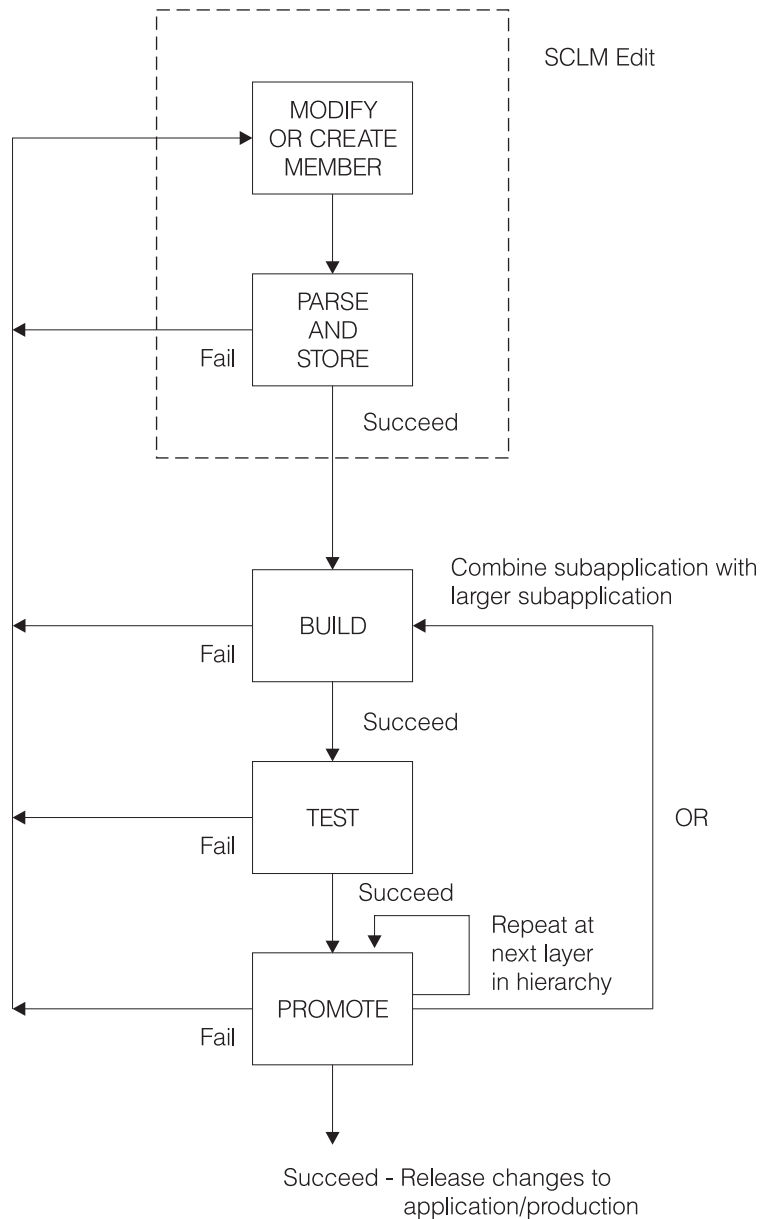 SCLM Edit
MODIFY
OR CREATE
MEMBER
PARSE
AND
STORE
Fail
Succeed
Combine subapplication with
larger subapplication
BUILD
Fail
Succeed
TEST
OR
Fail
Succeed
Repeat at
next layer
in hierarchy
PROMOTE
Fail
Succeed - Release changes to
application/production